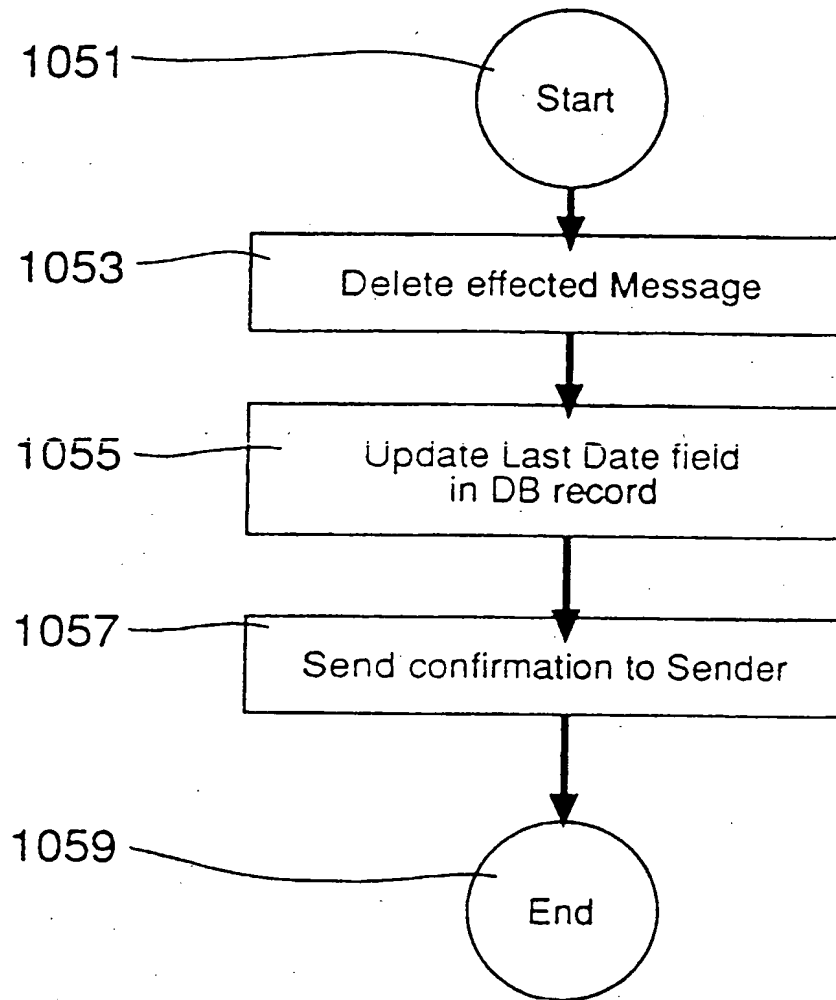 1051
Start
1053
Delete effected Message
1055
Update Last Date field
in DB record
1057
Send confirmation to Sender
1059
End